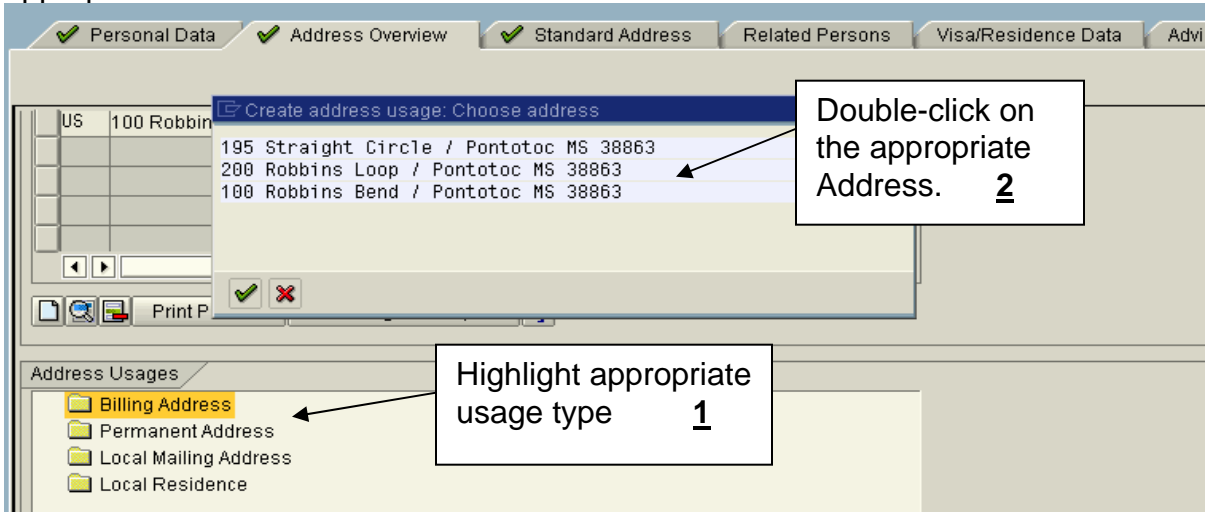 Personal Data Address Overview Standard Address Related Persons Visa/Residence Data Advi
US 100 Robbin
Create address usage: Choose address
195 Straight Circle / Pontotoc MS 38863
200 Robbins Loop / Pontotoc MS 38863
100 Robbins Bend / Pontotoc MS 38863
Double-click on
the appropriate
Address. 2
Print P
Address Usages
Billing Address
Permanent Address
Local Mailing Address
Local Residence
Highlight appropriate
usage type 1